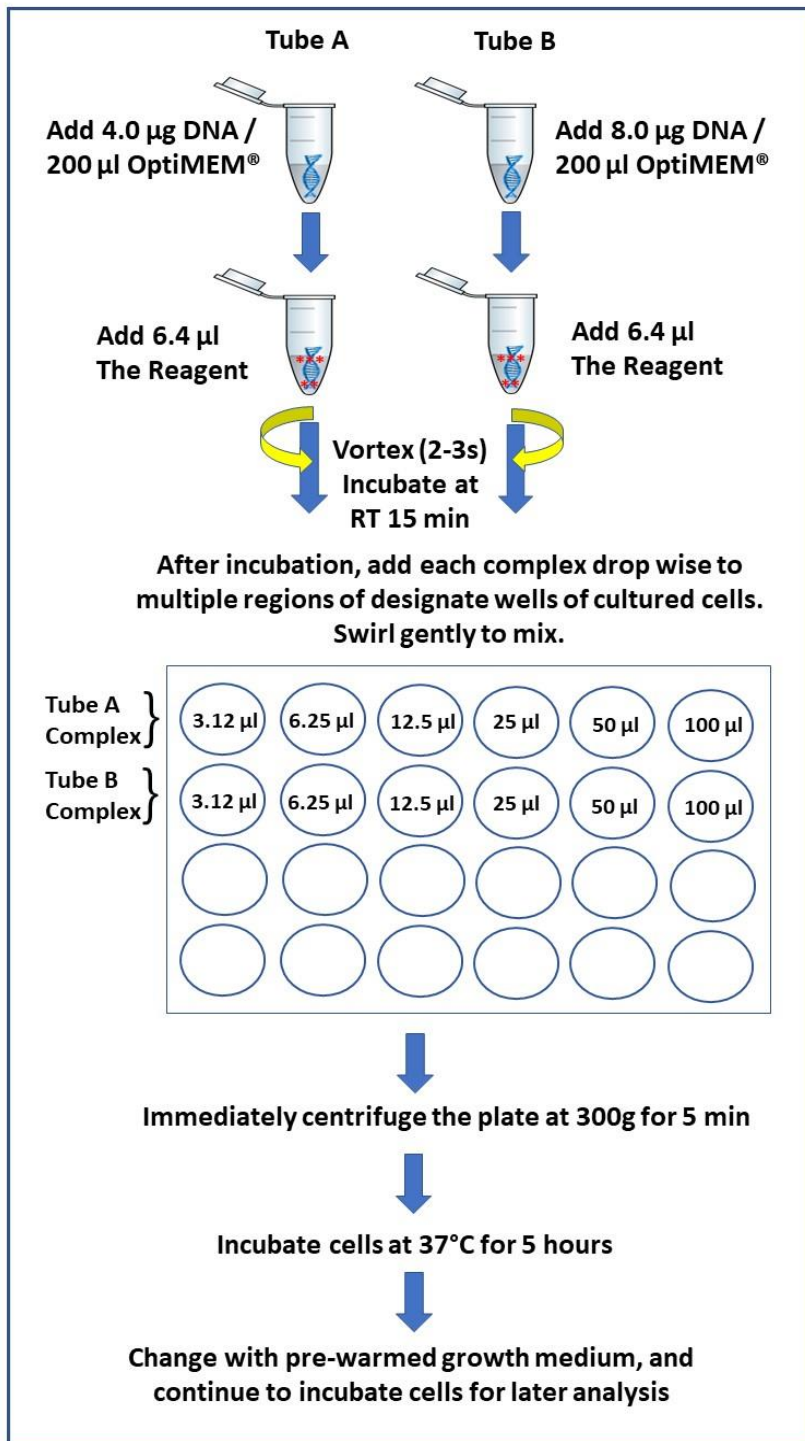 Tube A
Tube B
Add 4.0 µg DNA /
200 µl OptiMEM®
Add 8.0 µg DNA /
200 µl OptiMEM®
Add 6.4 µl
The Reagent
Add 6.4 µl
The Reagent
Vortex (2-3s)
Incubate at
RT 15 min
After incubation, add each complex drop wise to
multiple regions of designate wells of cultured cells.
Swirl gently to mix.
Tube A
Complex
3.12 µl 6.25 µl 12.5 µl 25 µl 50 µl 100 µl
Tube B
Complex
3.12 µl 6.25 µl 12.5 µl 25 µl 50 µl 100 µl
Immediately centrifuge the plate at 300g for 5 min
Incubate cells at 37°C for 5 hours
Change with pre-warmed growth medium, and
continue to incubate cells for later analysis